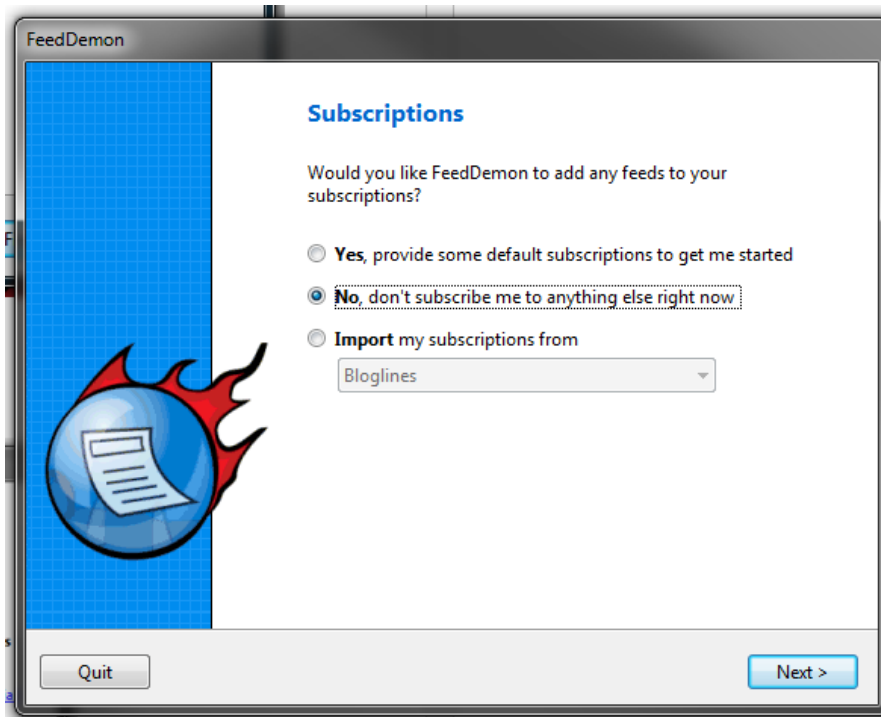 FeedDemon
Subscriptions
Would you like FeedDemon to add any feeds to your
subscriptions?
Yes, provide some default subscriptions to get me started
No, don't subscribe me to anything else right now
Import my subscriptions from
Bloglines
Quit
Next >